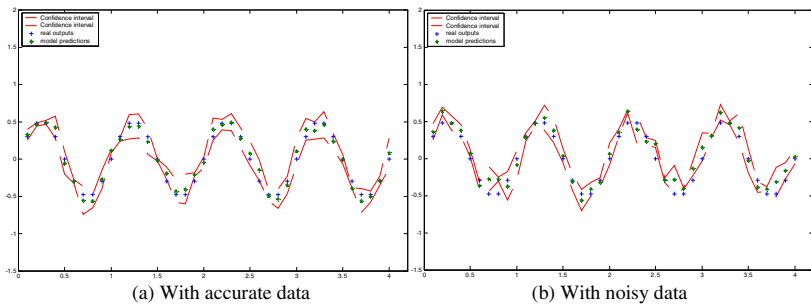 2
Confidence interval
Confidence interval
real outputs
model predictions
1.5
1
0.5
0
-0.5
-1
-1.5
0 0.5 1 1.5 2 2.5 3 3.5 4
(a) With accurate data
2
Confidence interval
Confidence interval
real outputs
model predictions
1.5
1
0.5
0
-0.5
-1
-1.5
0 0.5 1 1.5 2 2.5 3 3.5 4
(b) With noisy data